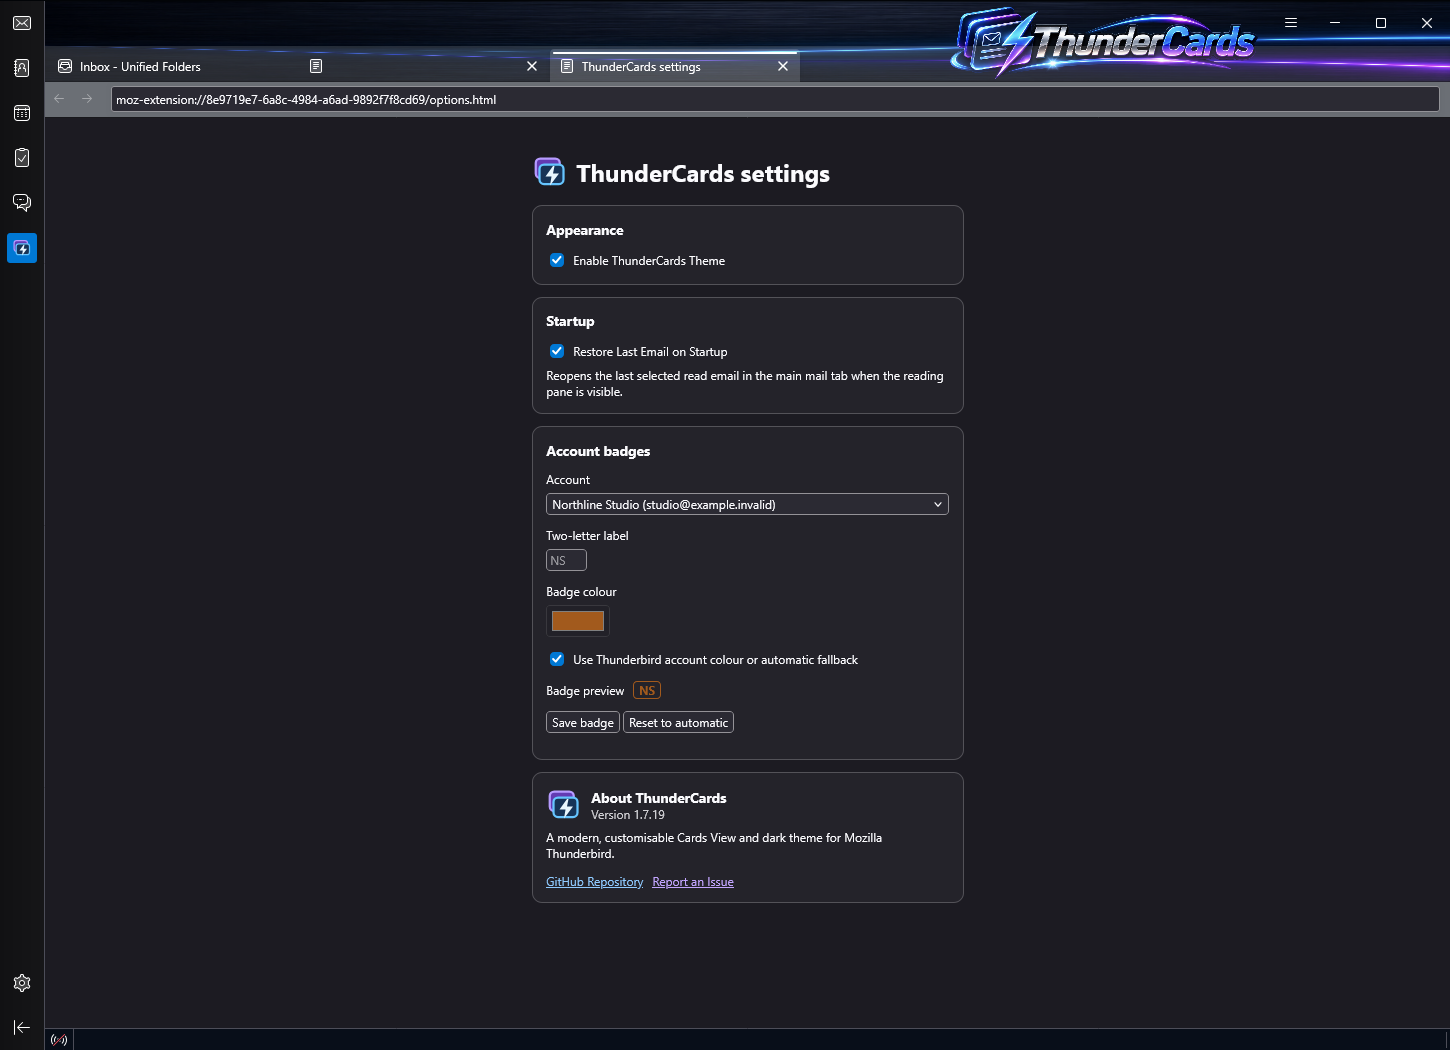 ThunderCards
Inbox - Unified Folders
ThunderCards settings
moz-extension://8e9719e7-6a8c-4984-a6ad-9892f7f8cd69/options.html
ThunderCards settings
Appearance
Enable ThunderCards Theme
Startup
Restore Last Email on Startup
Reopens the last selected read email in the main mail tab when the reading
pane is visible.
Account badges
Account
Northline Studio (studio@example.invalid)
Two-letter label
NS
Badge colour
Use Thunderbird account colour or automatic fallback
Badge preview NS
Save badge Reset to automatic
About ThunderCards
Version 1.7.19
A modern, customisable Cards View and dark theme for Mozilla
Thunderbird.
GitHub Repository Report an Issue